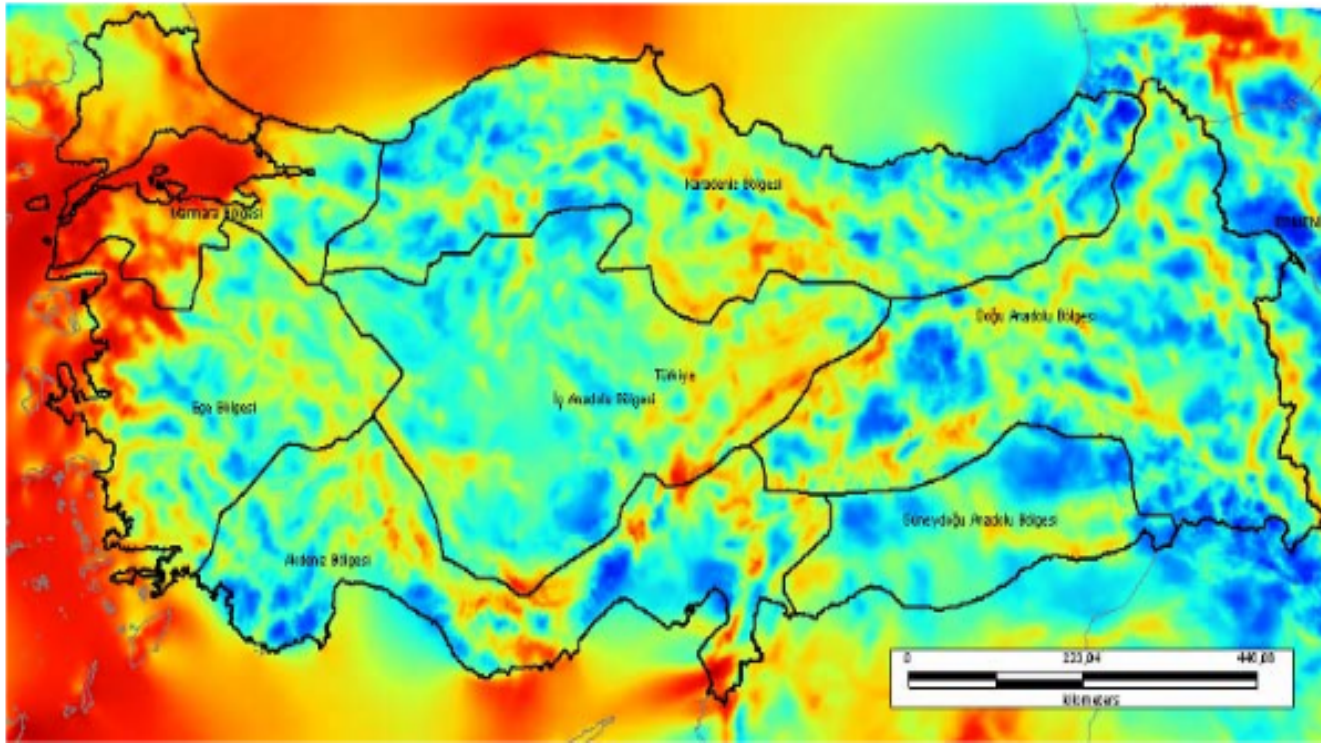 Karadeniz Bölgesi
Marmara Bölgesi
Doğu Anadolu Bölgesi
Türkiye
İç Anadolu Bölgesi
Ege Bölgesi
Güneydoğu Anadolu Bölgesi
Akdeniz Bölgesi
0 223,04 446,08
kilometers